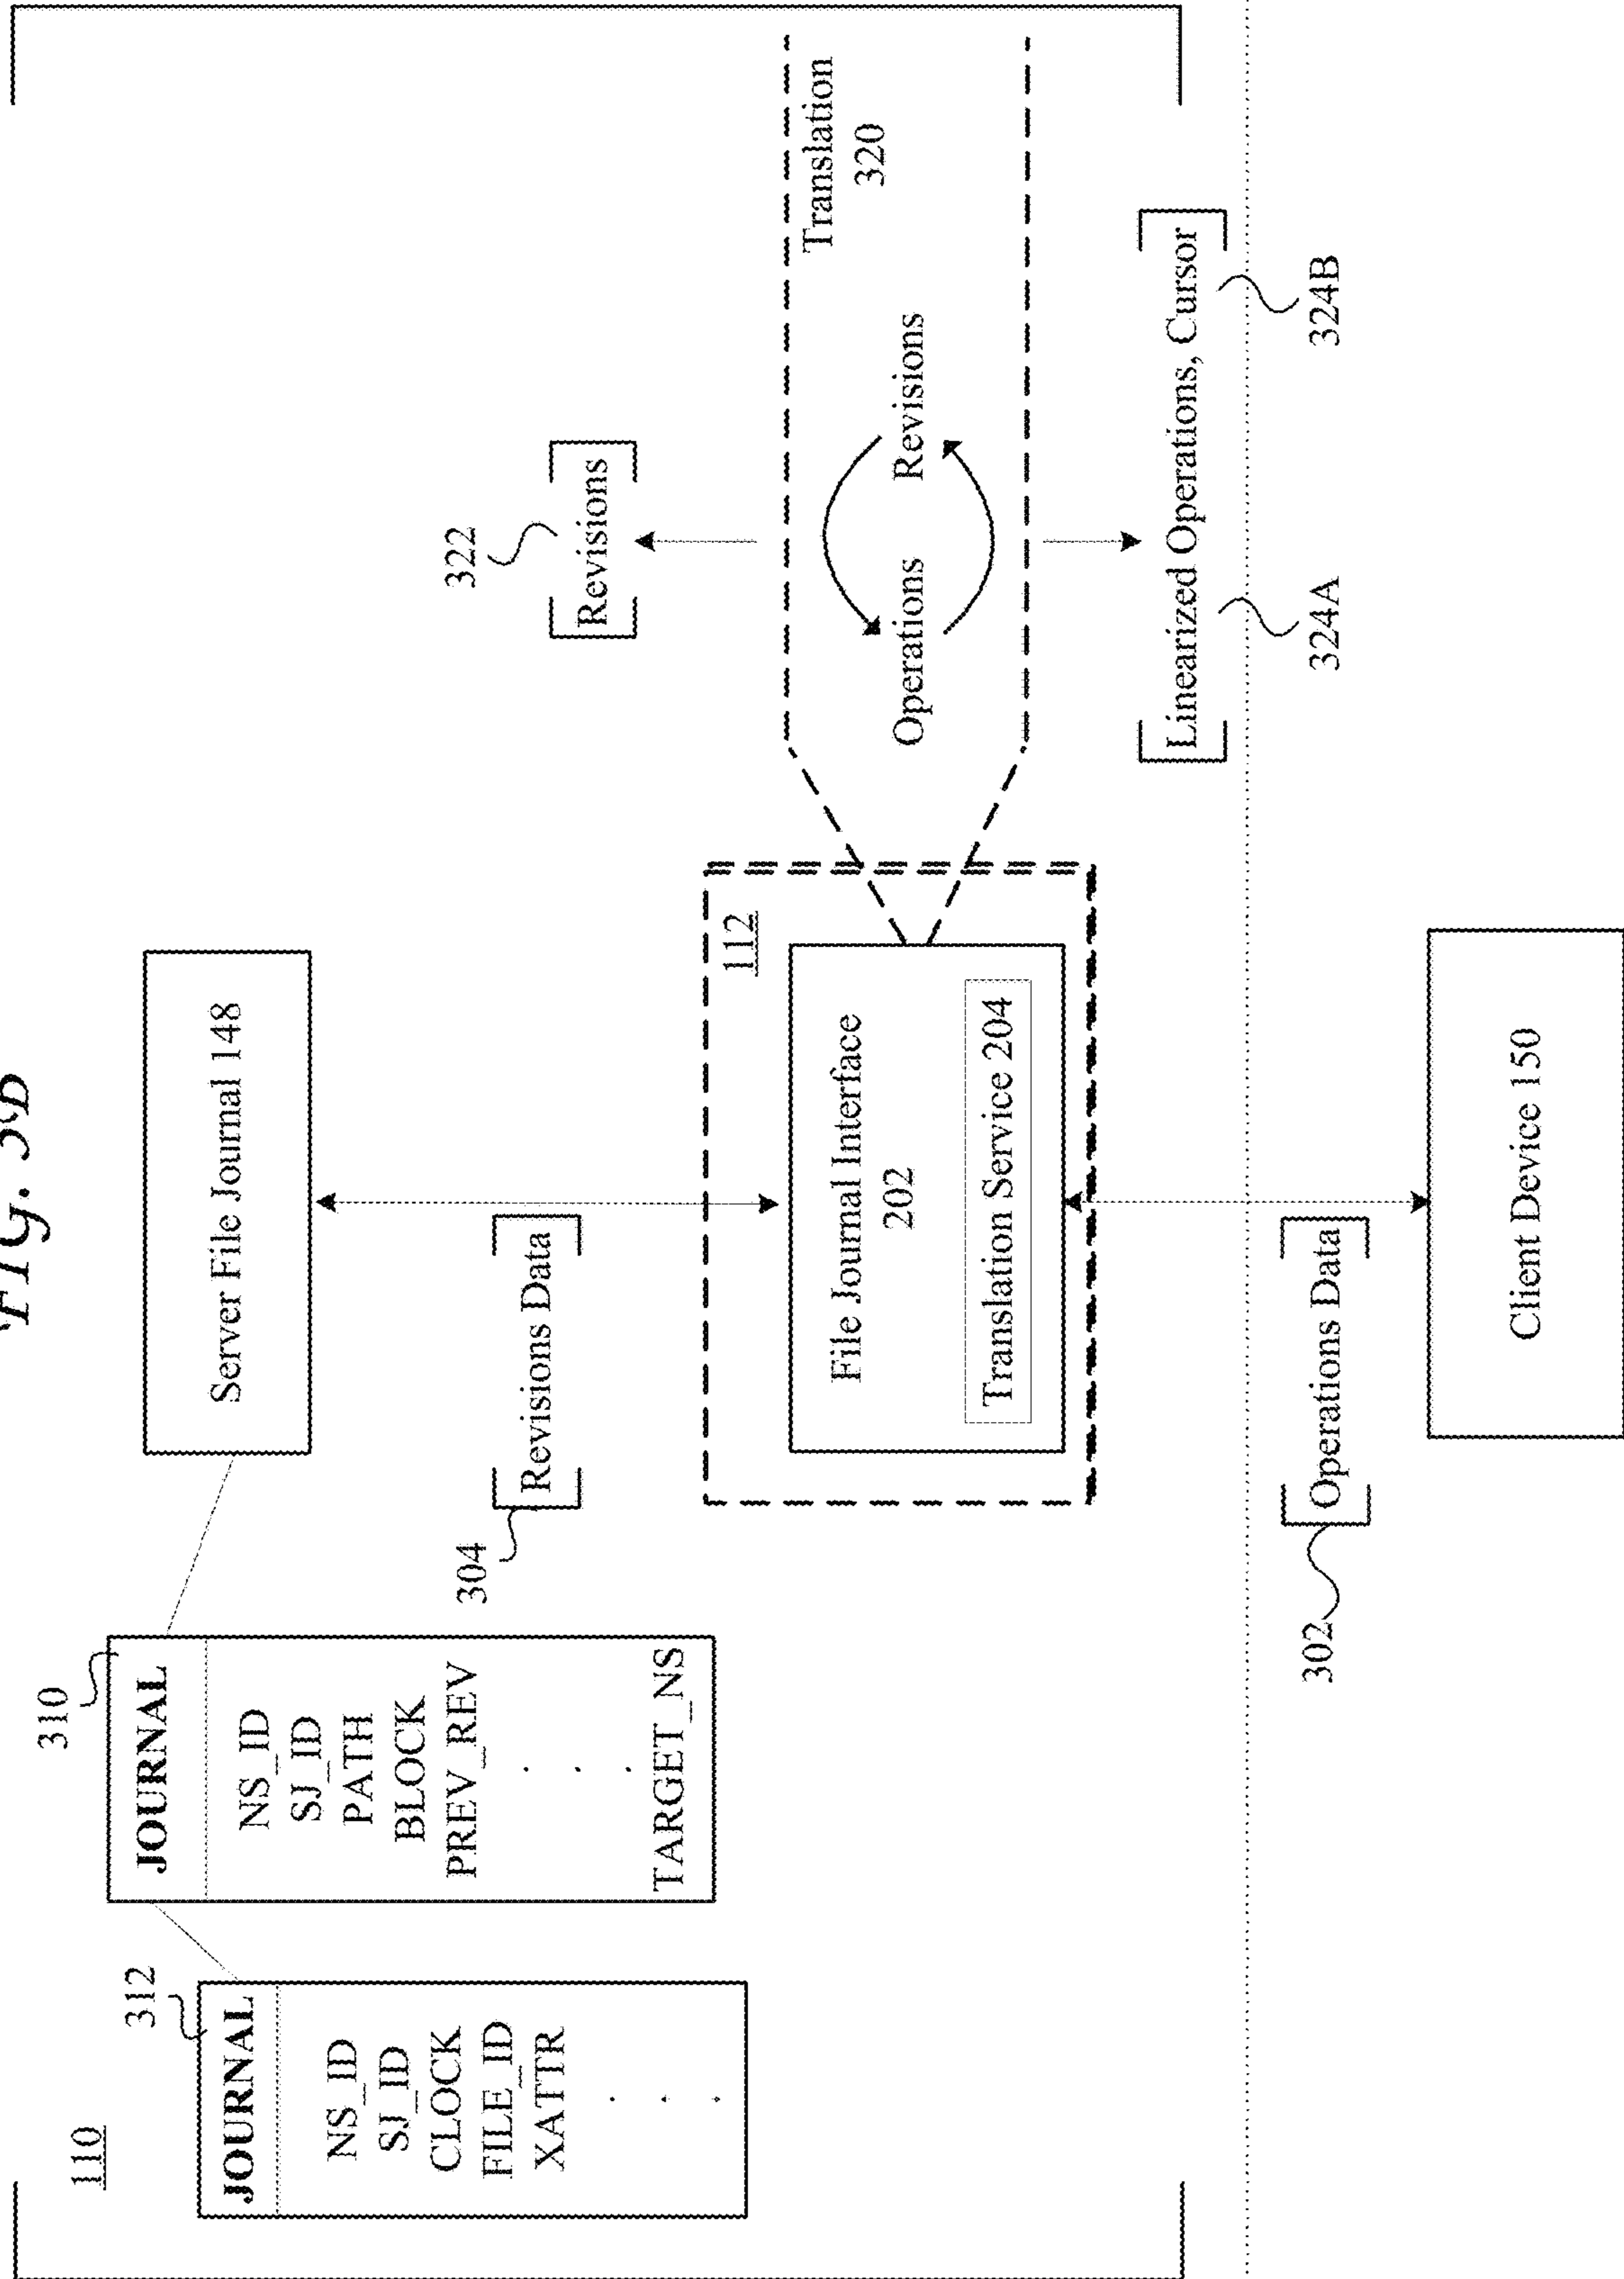 FIG. 3B
110
312
JOURNAL
NS_ID
SJ_ID
CLOCK
FILE_ID
XATTR
310
JOURNAL
NS_ID
SJ_ID
PATH
BLOCK
PREV_REV
TARGET_NS
Server File Journal 148
304
Revisions Data
112
File Journal Interface
202
Translation Service 204
322
Revisions
Translation
320
Operations Revisions
Linearized Operations, Cursor
324A
324B
302
Operations Data
Client Device 150